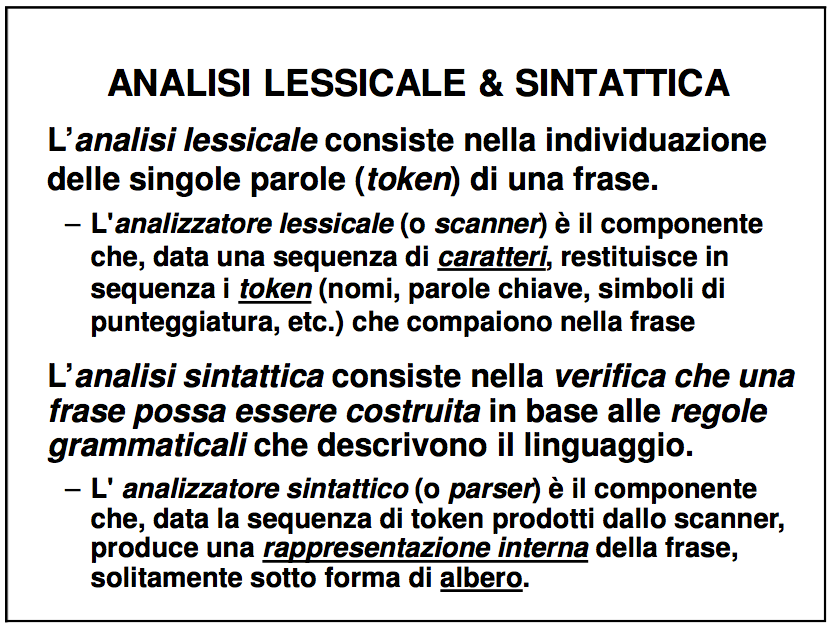 ANALISI LESSICALE & SINTATTICA
L’analisi lessicale consiste nella individuazione
delle singole parole (token) di una frase.
– L'analizzatore lessicale (o scanner) è il componente
che, data una sequenza di caratteri, restituisce in
sequenza i token (nomi, parole chiave, simboli di
punteggiatura, etc.) che compaiono nella frase
L’analisi sintattica consiste nella verifica che una
frase possa essere costruita in base alle regole
grammaticali che descrivono il linguaggio.
– L' analizzatore sintattico (o parser) è il componente
che, data la sequenza di token prodotti dallo scanner,
produce una rappresentazione interna della frase,
solitamente sotto forma di albero.